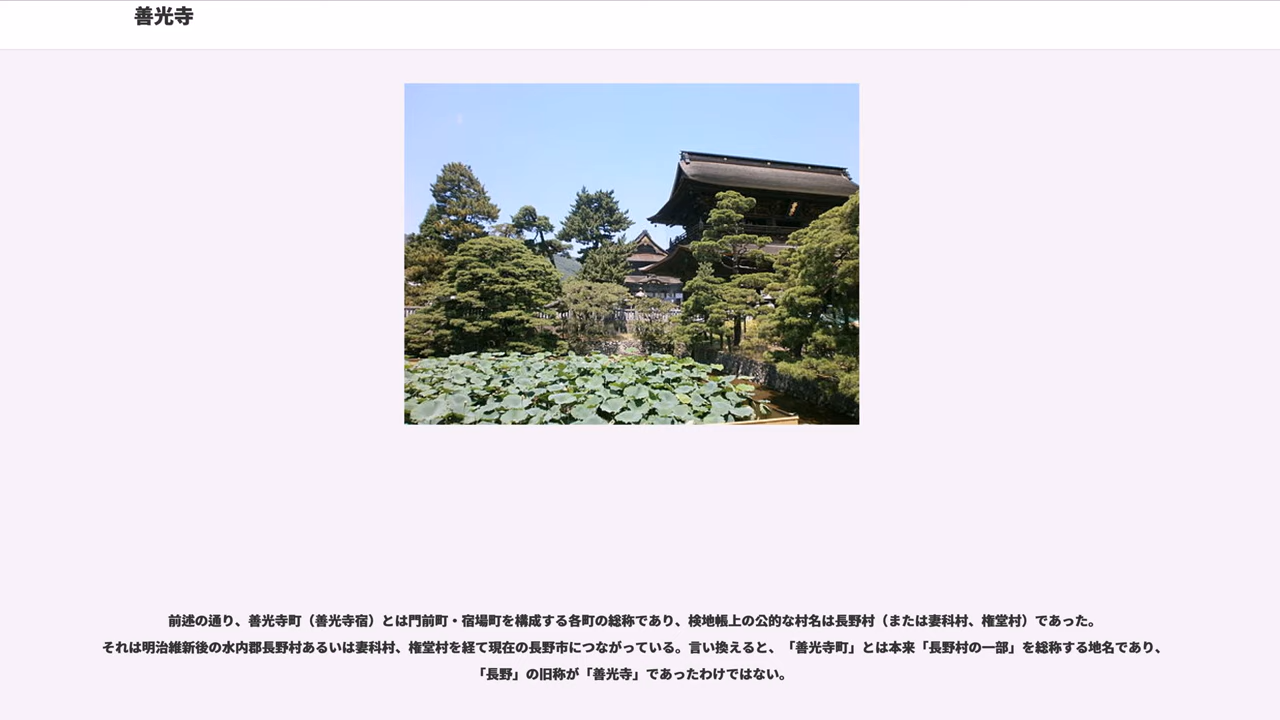 善光寺
前述の通り、善光寺町（善光寺宿）とは門前町・宿場町を構成する各町の総称であり、検地帳上の公的な村名は長野村（または妻科村、権堂村）であった。
それは明治維新後の水内郡長野村あるいは妻科村、権堂村を経て現在の長野市につながっている。言い換えると、「善光寺町」とは本来「長野村の一部」を総称する地名であり、
「長野」の旧称が「善光寺」であったわけではない。